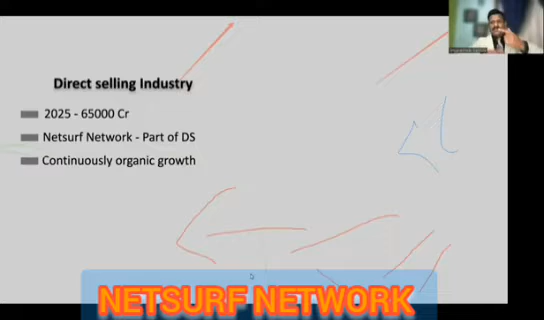 Direct selling Industry
2025 - 65000 Cr
Netsurf Network - Part of DS
Continuously organic growth
NETSURF NETWORK